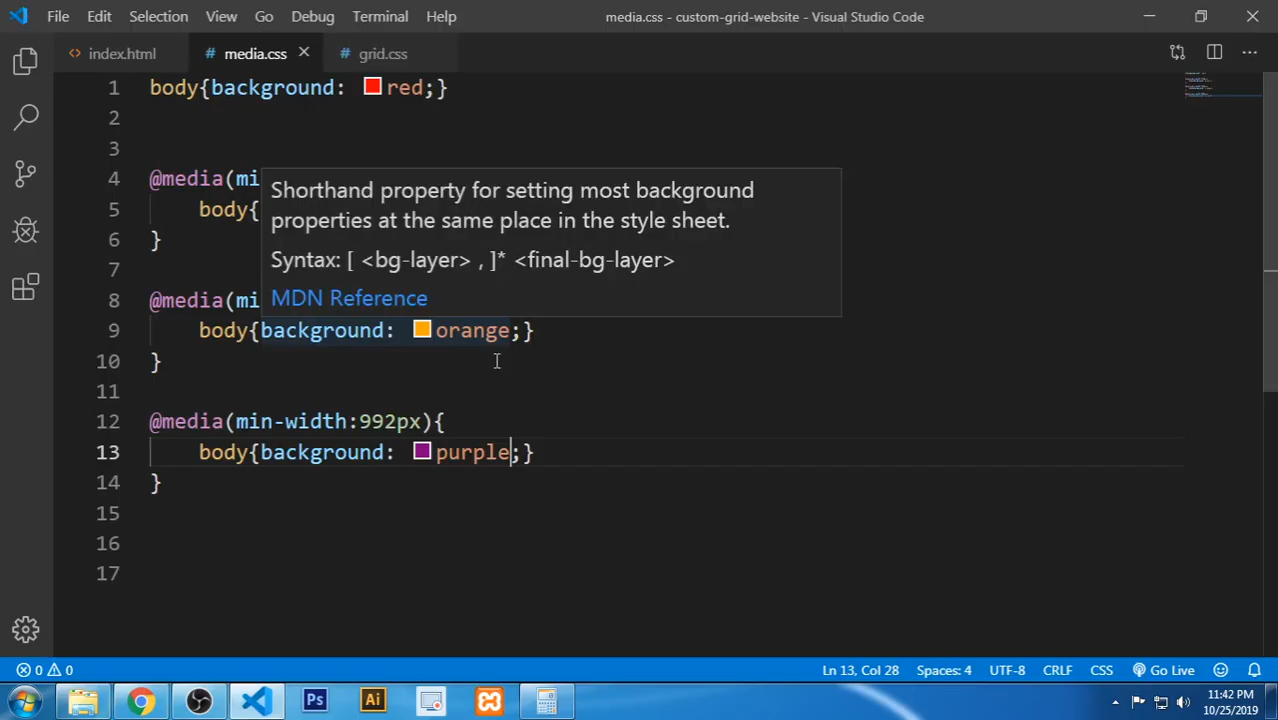 File Edit Selection View Go Debug Terminal Help
media.css - custom-grid-website - Visual Studio Code
<> index.html # media.css # grid.css
1 body{background: red;}
2
3
4 @media(mi
5 body{
6 }
7
Shorthand property for setting most background
properties at the same place in the style sheet.
Syntax: [ <bg-layer> , ]* <final-bg-layer>
MDN Reference
8 @media(mi
9 body{background: orange;}
10 }
11
12 @media(min-width:992px){
13 body{background: purple;}
14 }
15
16
17
0 0
Ln 13, Col 28 Spaces: 4 UTF-8 CRLF CSS Go Live
Ps Ai
11:42 PM
10/25/2019